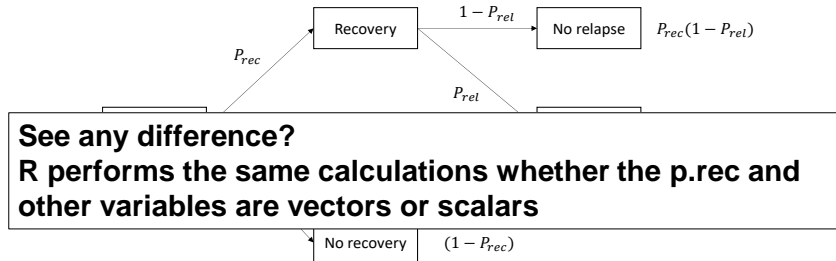 Recovery
1 − P_rel
No relapse
P_rec(1 − P_rel)
P_rec
P_rel
See any difference?
R performs the same calculations whether the p.rec and
other variables are vectors or scalars
No recovery
(1 − P_rec)